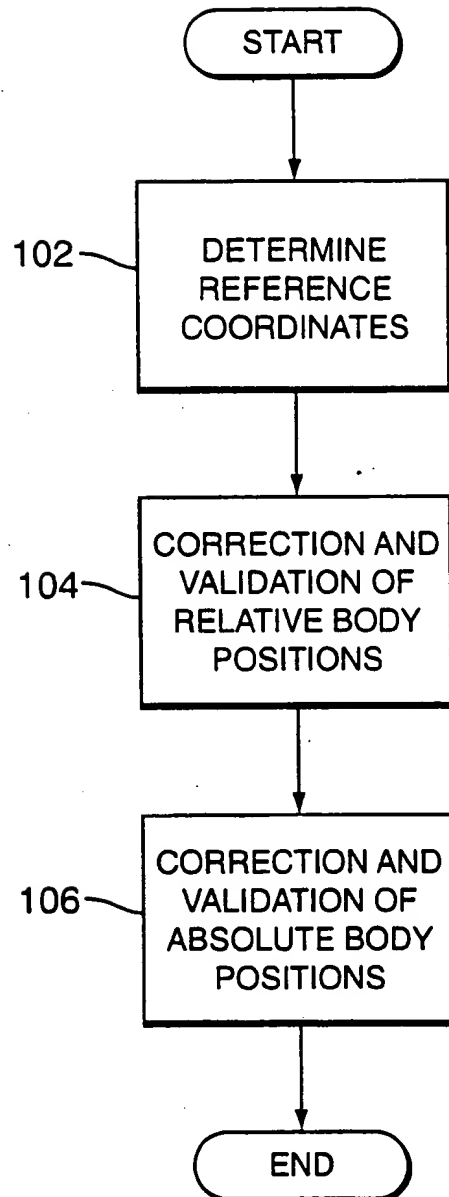 START
102
DETERMINE
REFERENCE
COORDINATES
104
CORRECTION AND
VALIDATION OF
RELATIVE BODY
POSITIONS
106
CORRECTION AND
VALIDATION OF
ABSOLUTE BODY
POSITIONS
END